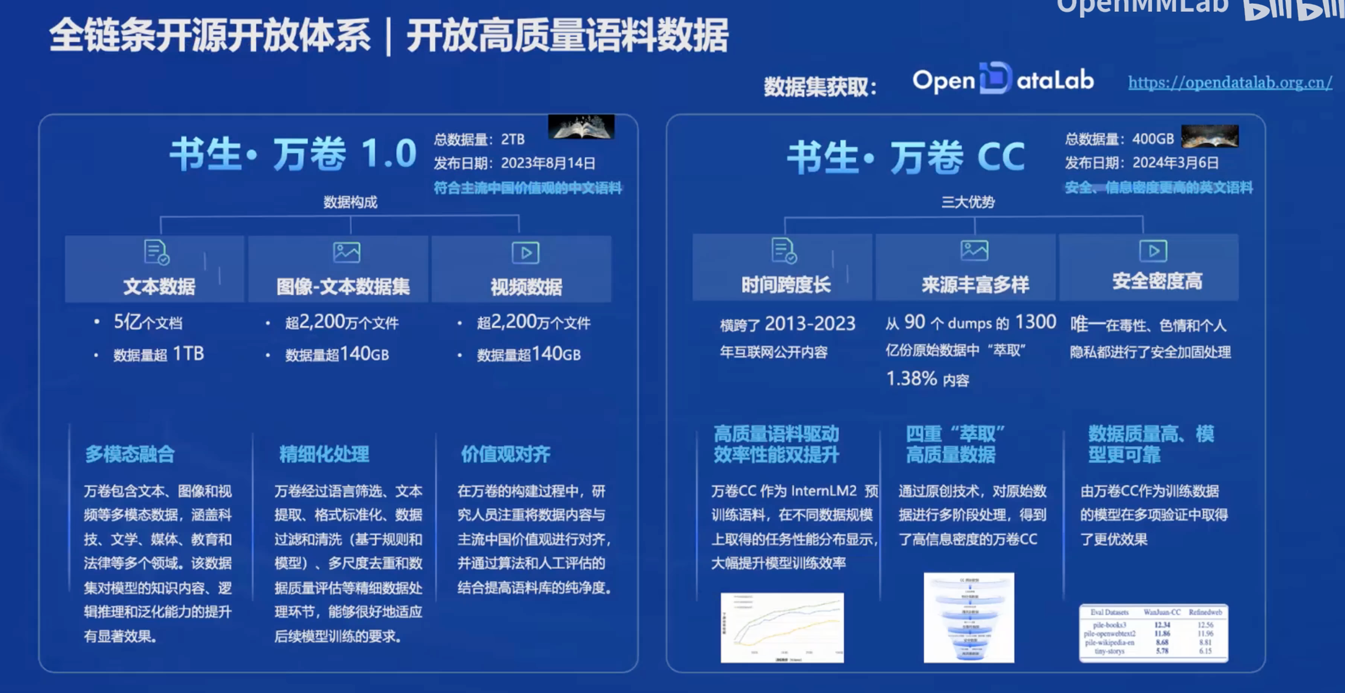 OpenMMLab bilibili
全链条开源开放体系｜开放高质量语料数据
数据集获取： OpenDataLab https://opendatalab.org.cn/
书生·万卷 1.0
总数据量：2TB
发布日期：2023年8月14日
符合主流中国价值观的中文语料
数据构成
文本数据
5亿个文档
数据量超 1TB
图像-文本数据集
超2,200万个文件
数据量超140GB
视频数据
超2,200万个文件
数据量超140GB
多模态融合
万卷包含文本、图像和视
频等多模态数据，涵盖科
技、文学、媒体、教育和
法律等多个领域。该数据
集对模型的知识内容、逻
辑推理和泛化能力的提升
有显著效果。
精细化处理
万卷经过语言筛选、文本
提取、格式标准化、数据
过滤和清洗（基于规则和
模型）、多尺度去重和数
据质量评估等精细数据处
理环节，能够很好地适应
后续模型训练的要求。
价值观对齐
在万卷的构建过程中，研
究人员注重将数据内容与
主流中国价值观进行对齐，
并通过算法和人工评估的
结合提高语料库的纯净度。
书生·万卷 CC
总数据量：400GB
发布日期：2024年3月6日
安全、信息密度更高的英文语料
三大优势
时间跨度长
横跨了 2013-2023
年互联网公开内容
来源丰富多样
从 90 个 dumps 的 1300
亿份原始数据中“萃取”
1.38% 内容
安全密度高
唯一在毒性、色情和个人
隐私都进行了安全加固处理
高质量语料驱动
效率性能双提升
万卷CC 作为 InternLM2 预
训练语料，在不同数据规模
上取得的任务性能分布显示，
大幅提升模型训练效率
四重“萃取”
高质量数据
通过原创技术，对原始数
据进行多阶段处理，得到
了高信息密度的万卷CC
数据质量高、模
型更可靠
由万卷CC作为训练数据
的模型在多项验证中取得
了更优效果
Eval Datasets WanJuan-CC Refinedweb
pile-books3 12.34 12.56
pile-openwebtext2 11.86 11.96
pile-wikipedia-en 8.68 8.81
tiny-storys 5.78 6.15